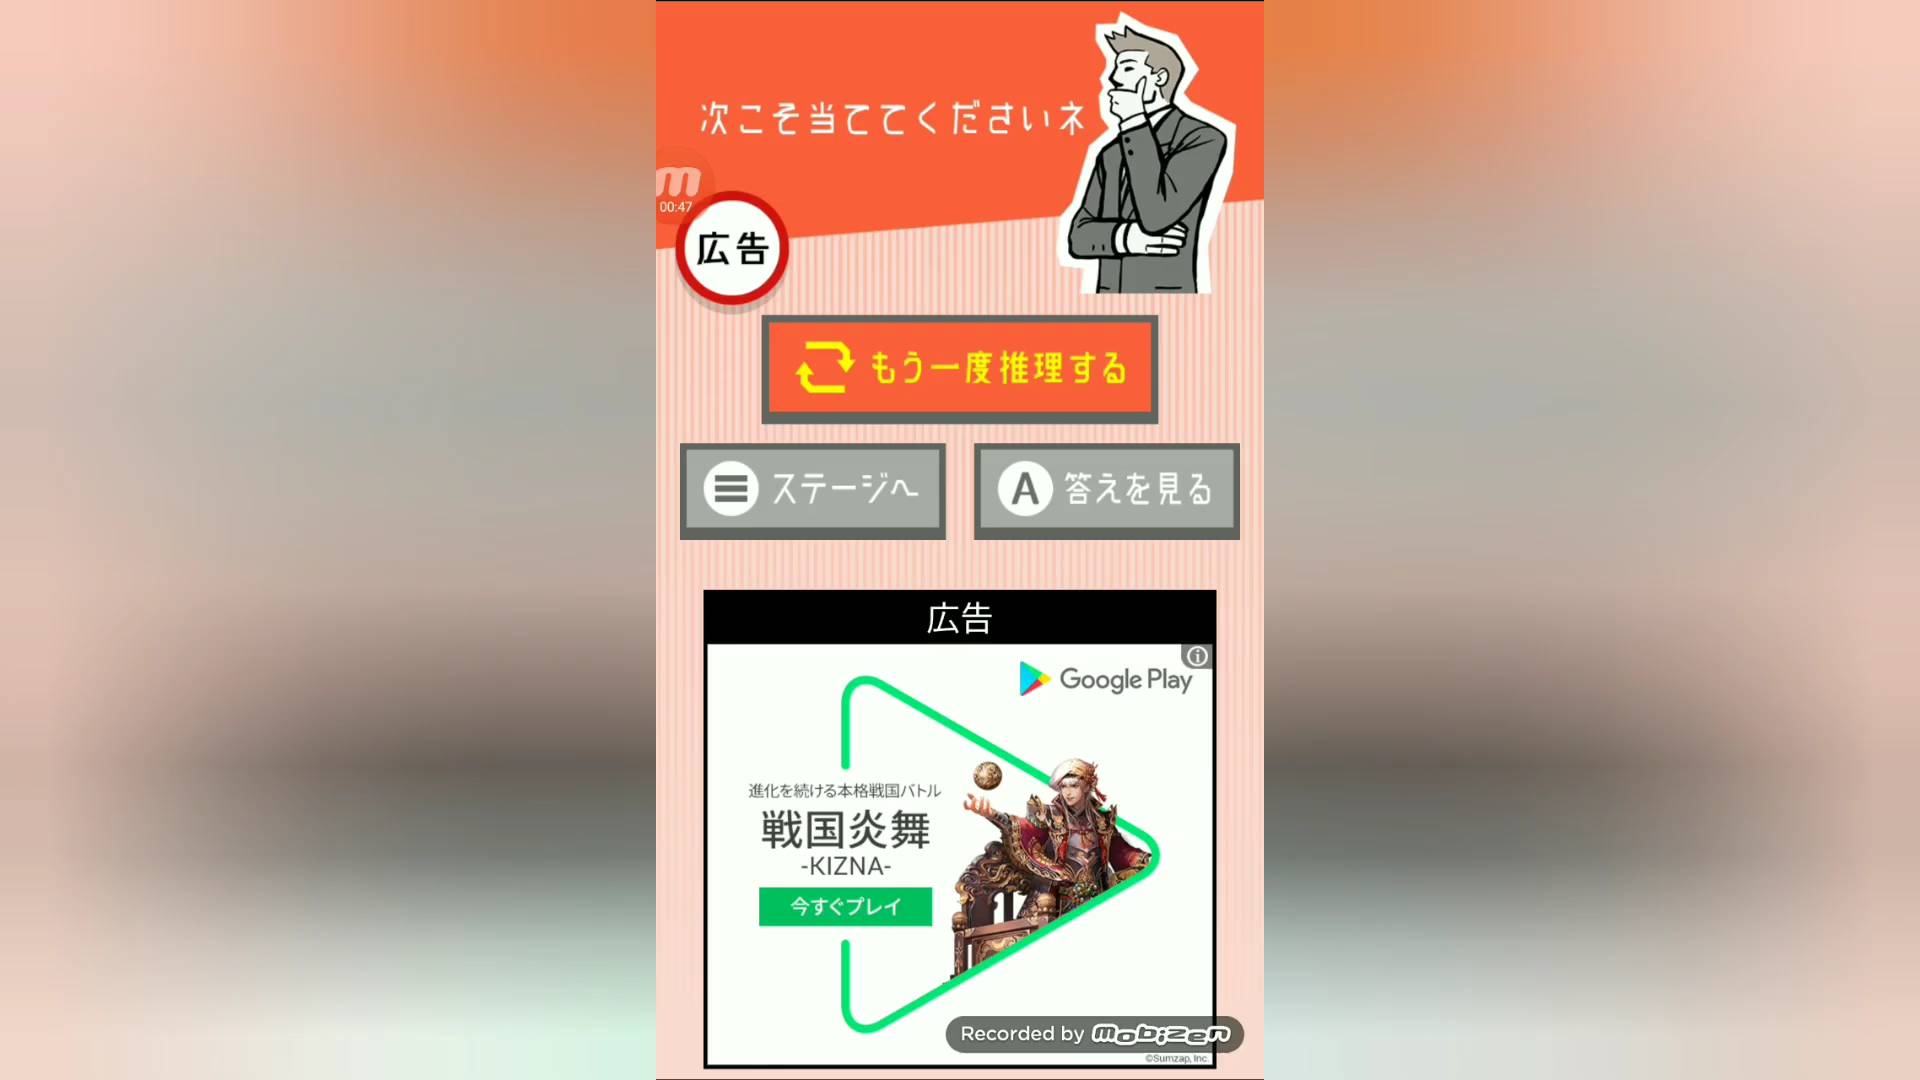 次こそ当ててくださいネ
m
00:47
広告
もう一度推理する
ステージへ
A 答えを見る
広告
Google Play
進化を続ける本格戦国バトル
戦国炎舞
-KIZNA-
今すぐプレイ
Recorded by mobizen
©Sumzap, Inc.